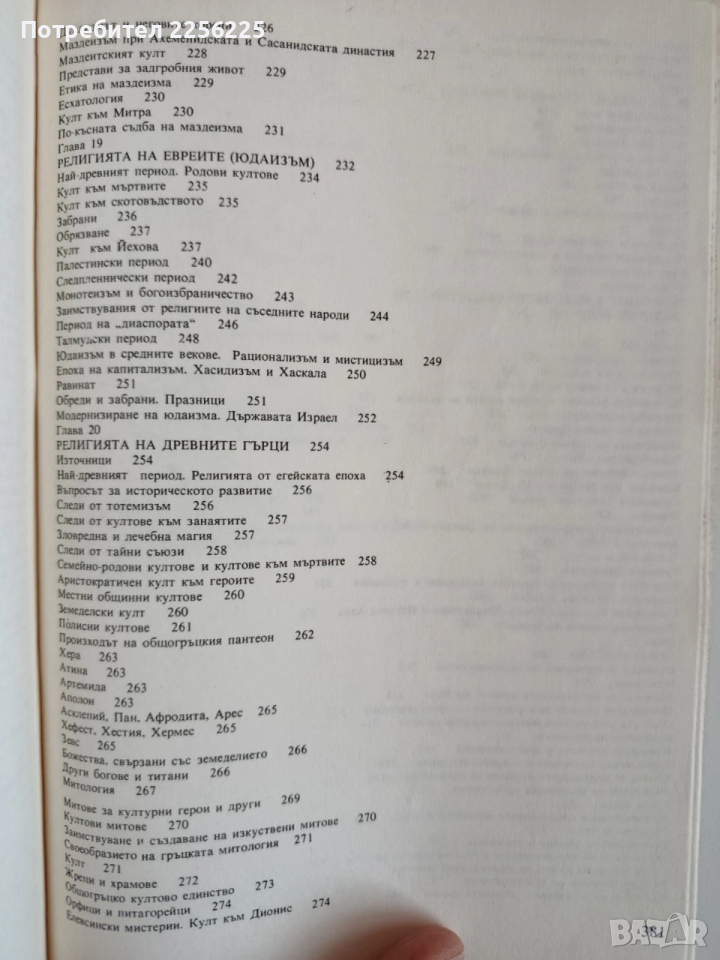 Потребител 2256235
и неговите 226
Маздеизъм при Ахеменидската и Сасанидската династия 227
Маздеитският култ 228
Представи за задгробния живот 229
Етика на маздеизма 229
Есхатология 230
Култ към Митра 230
По-късната съдба на маздеизма 231
Глава 19
РЕЛИГИЯТА НА ЕВРЕИТЕ (ЮДАИЗЪМ) 232
Най-древният период. Родови култове 234
Култ към мъртвите 235
Култ към скотовъдството 235
Забрани 236
Обрязване 237
Култ към Йехова 237
Палестински период 240
Следпленнически период 242
Монотеизъм и богоизбраничество 243
Заимствувания от религиите на съседните народи 244
Период на „диаспората“ 246
Талмудски период 248
Юдаизъм в средните векове. Рационализъм и мистицизъм 249
Епоха на капитализъм. Хасидизъм и Хаскала 250
Равинат 251
Обреди и забрани. Празници 251
Модернизиране на юдаизма. Държавата Израел 252
Глава 20
РЕЛИГИЯТА НА ДРЕВНИТЕ ГЪРЦИ 254
Източници 254
Най-древният период. Религията от егейската епоха 254
Въпросът за историческото развитие 256
Следи от тотемизъм 256
Следи от култове към занаятите 257
Зловредна и лечебна магия 257
Следи от тайни съюзи 258
Семейно-родови култове и култове към мъртвите 258
Аристократичен култ към героите 259
Местни общинни култове 260
Земеделски култ 260
Полисни култове 261
Произходът на общогръцкия пантеон 262
Хера 263
Атина 263
Артемида 263
Аполон 263
Асклепий, Пан, Афродита, Арес 265
Хефест, Хестия, Хермес 265
Зевс 265
Божества, свързани със земеделието 266
Други богове и титани 266
Митология 267
Митове за културни герои и други 269
Култови митове 270
Заимствуване и създаване на изкуствени митове 270
Своеобразието на гръцката митология 271
Култ 271
Жреци и храмове 272
Общогръцко култово единство 273
Орфици и питагорейци 274
Елевсински мистерии. Култ към Дионис 274
381
BAZAR